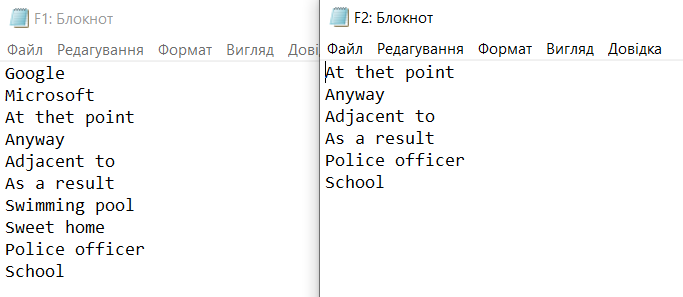 F1: Блокнот
Файл Редагування Формат Вигляд Довід
Google
Microsoft
At thet point
Anyway
Adjacent to
As a result
Swimming pool
Sweet home
Police officer
School
F2: Блокнот
Файл Редагування Формат Вигляд Довідка
At thet point
Anyway
Adjacent to
As a result
Police officer
School